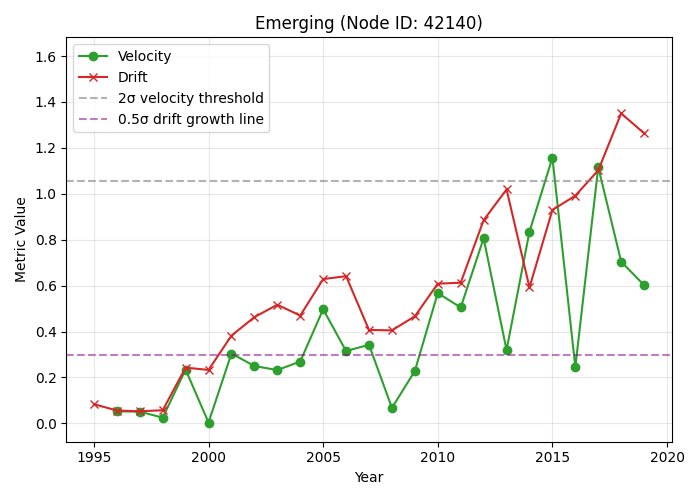 Emerging (Node ID: 42140)
Velocity
Drift
2σ velocity threshold
0.5σ drift growth line
Metric Value
1.6
1.4
1.2
1.0
0.8
0.6
0.4
0.2
0.0
1995 2000 2005 2010 2015 2020
Year